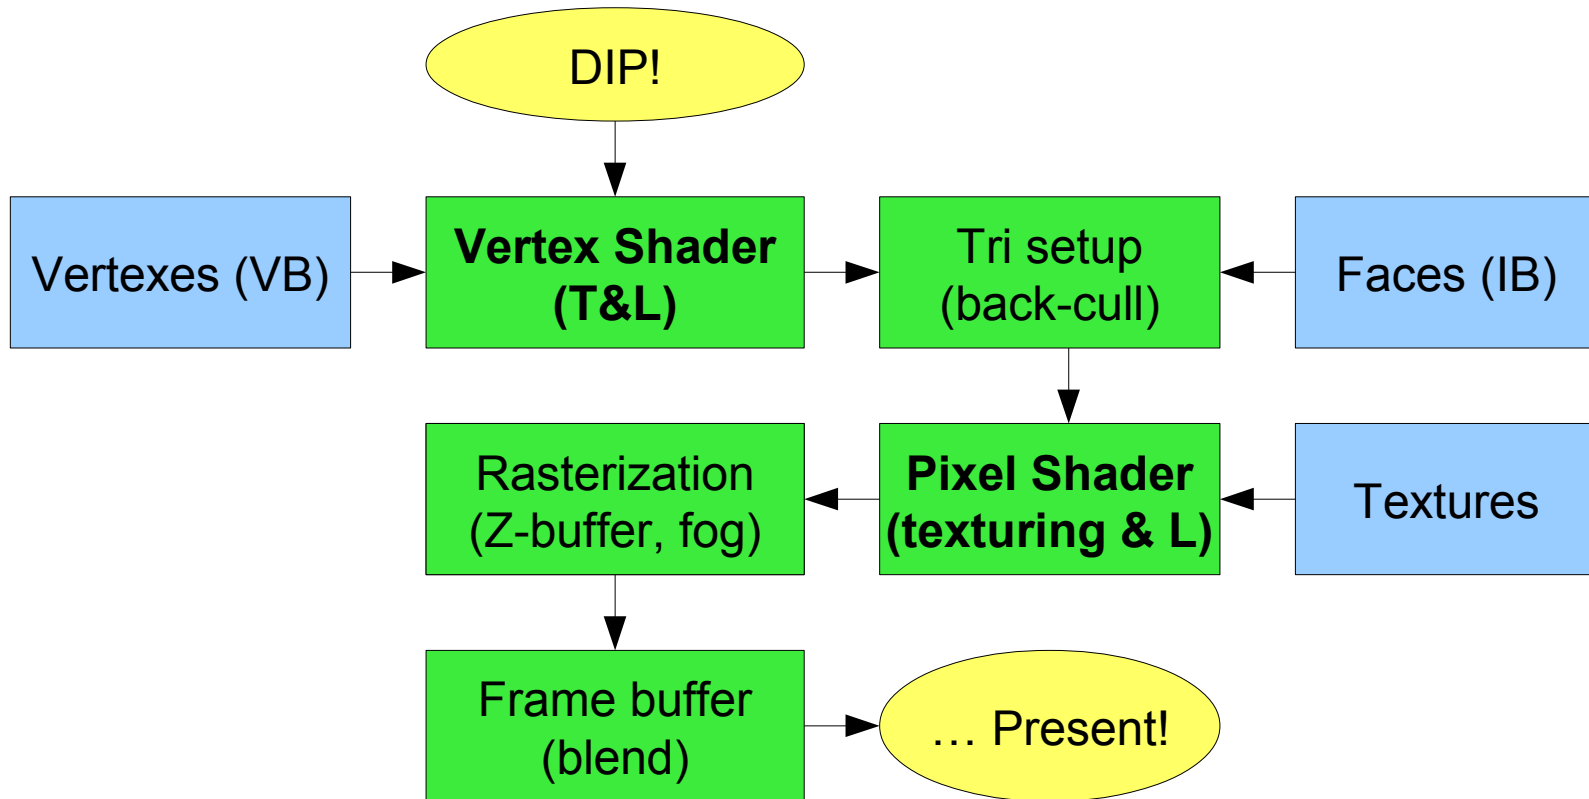 DIP!
Vertexes (VB)
Vertex Shader
(T&L)
Tri setup
(back-cull)
Faces (IB)
Rasterization
(Z-buffer, fog)
Pixel Shader
(texturing & L)
Textures
Frame buffer
(blend)
… Present!